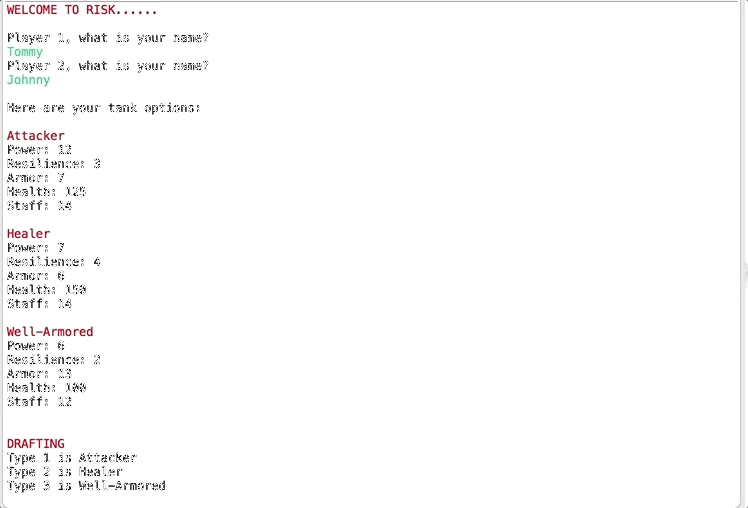 WELCOME TO RISK......
Player 1, what is your name?
Tommy
Player 2, what is your name?
Johnny
Here are your tank options:
Attacker
Power: 12
Resilience: 3
Armor: 7
Health: 125
Staff: 14
Healer
Power: 7
Resilience: 4
Armor: 6
Health: 150
Staff: 14
Well-Armored
Power: 6
Resilience: 2
Armor: 13
Health: 100
Staff: 12
DRAFTING
Type 1 is Attacker
Type 2 is Healer
Type 3 is Well-Armored